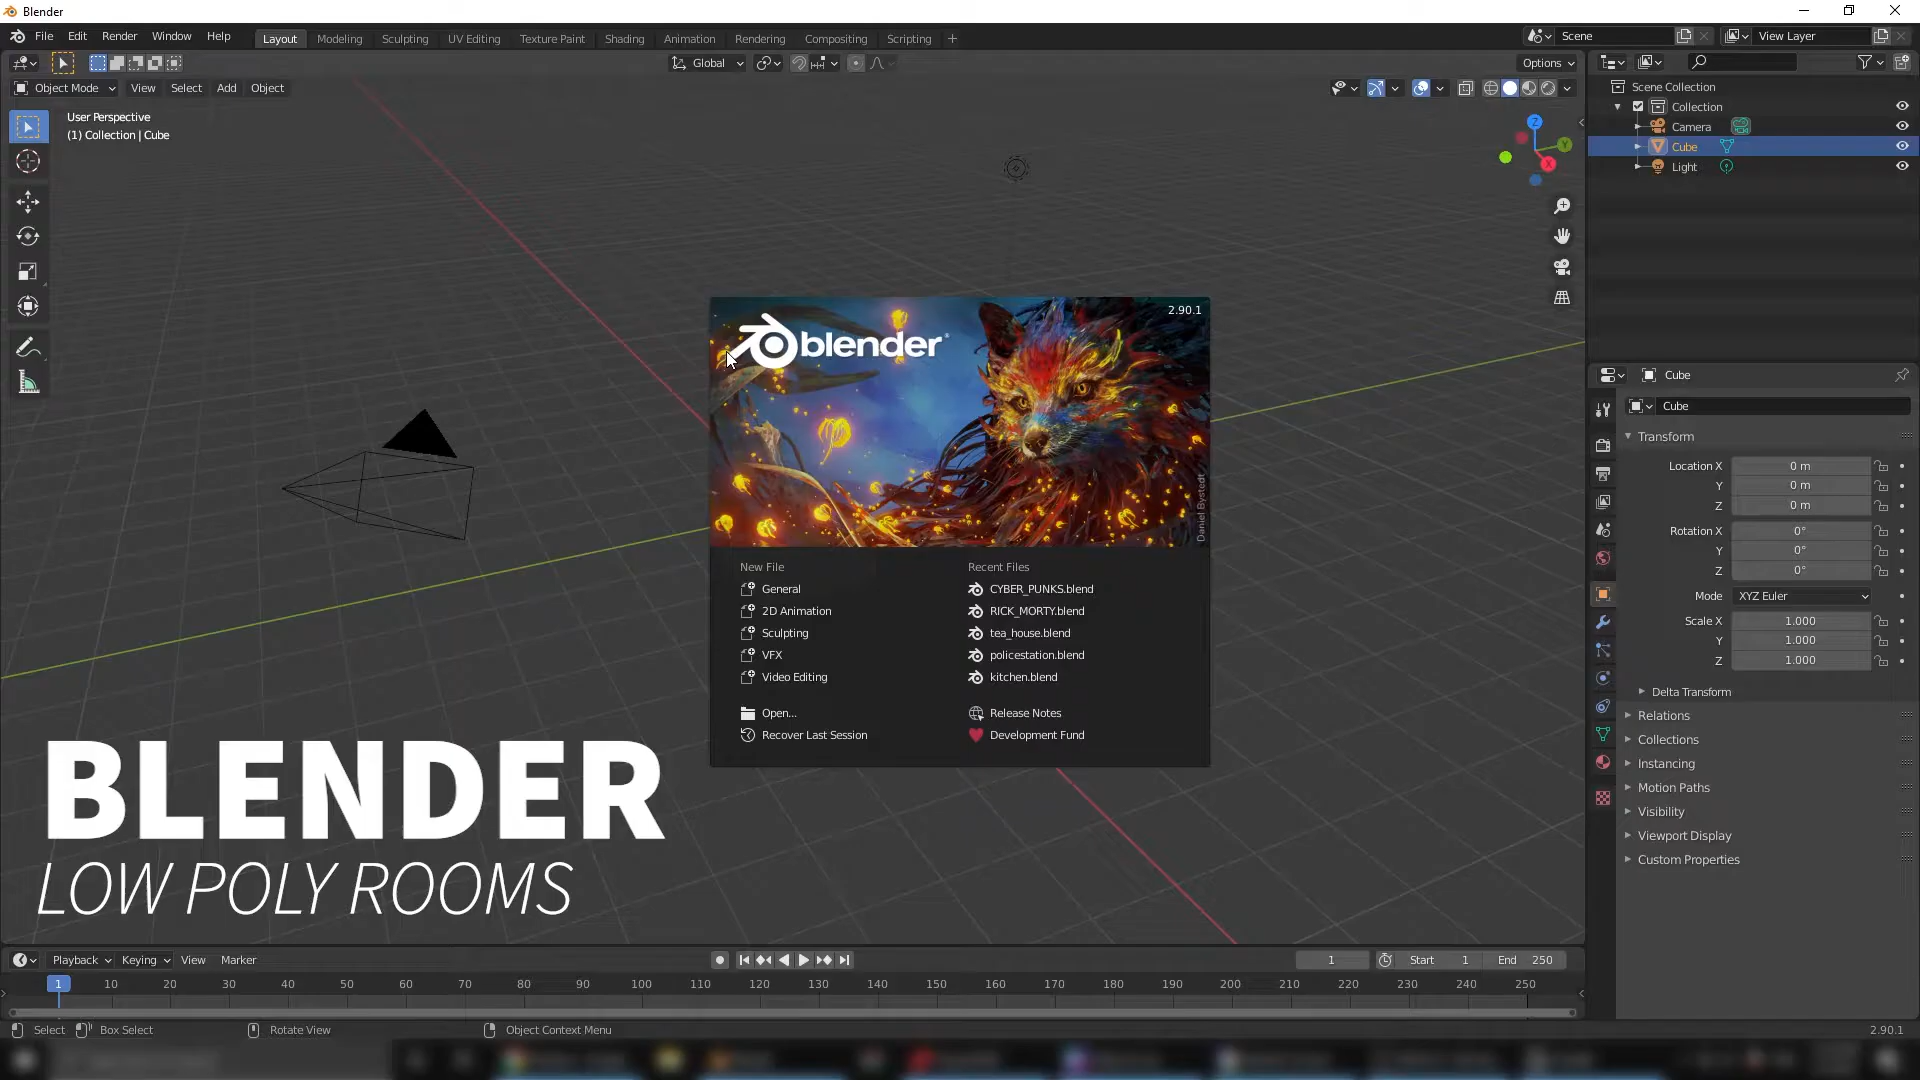 Blender
File Edit Render Window Help
Layout Modeling Sculpting UV Editing Texture Paint Shading Animation Rendering Compositing Scripting +
Scene
View Layer
Global
Options
Object Mode View Select Add Object
User Perspective
(1) Collection | Cube
Z
Y
X
Scene Collection
Collection
Camera
Cube
Light
2.90.1
blender
Daniel Bystedt
New File
General
2D Animation
Sculpting
VFX
Video Editing
Open...
Recover Last Session
Recent Files
CYBER_PUNKS.blend
RICK_MORTY.blend
tea_house.blend
policestation.blend
kitchen.blend
Release Notes
Development Fund
Cube
Cube
Transform
Location X 0 m
Y 0 m
Z 0 m
Rotation X 0°
Y 0°
Z 0°
Mode XYZ Euler
Scale X 1.000
Y 1.000
Z 1.000
Delta Transform
Relations
Collections
Instancing
Motion Paths
Visibility
Viewport Display
Custom Properties
BLENDER
LOW POLY ROOMS
Playback Keying View Marker
1 Start 1 End 250
1 10 20 30 40 50 60 70 80 90 100 110 120 130 140 150 160 170 180 190 200 210 220 230 240 250
Select Box Select Rotate View Object Context Menu 2.90.1